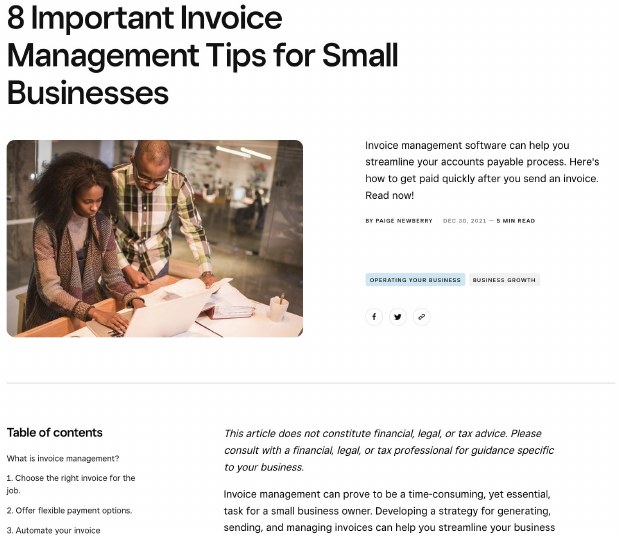 8 Important Invoice
Management Tips for Small
Businesses
Invoice management software can help you
streamline your accounts payable process. Here's
how to get paid quickly after you send an invoice.
Read now!
BY PAIGE NEWBERRY DEC 30, 2021 — 5 MIN READ
OPERATING YOUR BUSINESS BUSINESS GROWTH
Table of contents
What is invoice management?
1. Choose the right invoice for the
job.
2. Offer flexible payment options.
3. Automate your invoice
This article does not constitute financial, legal, or tax advice. Please
consult with a financial, legal, or tax professional for guidance specific
to your business.
Invoice management can prove to be a time-consuming, yet essential,
task for a small business owner. Developing a strategy for generating,
sending, and managing invoices can help you streamline your business